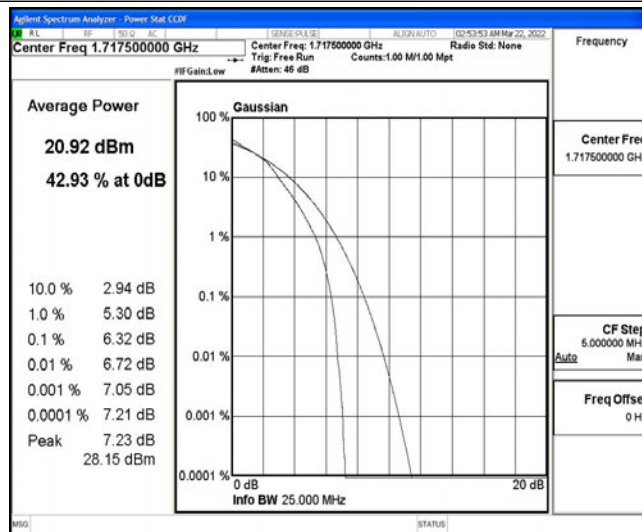 Agilent Spectrum Analyzer - Power Stat CCDF
RL RF 50 Ω AC SENSE:PULSE ALIGN AUTO 02:53:53 AM Mar 22, 2022
Center Freq 1.717500000 GHz
Center Freq: 1.717500000 GHz Radio Std: None
Trig: Free Run Counts:1.00 M/1.00 Mpt
#IFGain:Low #Atten: 46 dB
Frequency
Average Power
20.92 dBm
42.93 % at 0dB
10.0 % 2.94 dB
1.0 % 5.30 dB
0.1 % 6.32 dB
0.01 % 6.72 dB
0.001 % 7.05 dB
0.0001 % 7.21 dB
Peak 7.23 dB
28.15 dBm
Gaussian
100 %
10 %
1 %
0.1 %
0.01 %
0.001 %
0.0001 %
0 dB 20 dB
Info BW 25.000 MHz
Center Fre
1.717500000 GH
CF Step
5.000000 MH
Auto Ma
Freq Offse
0 H
MSG STATUS